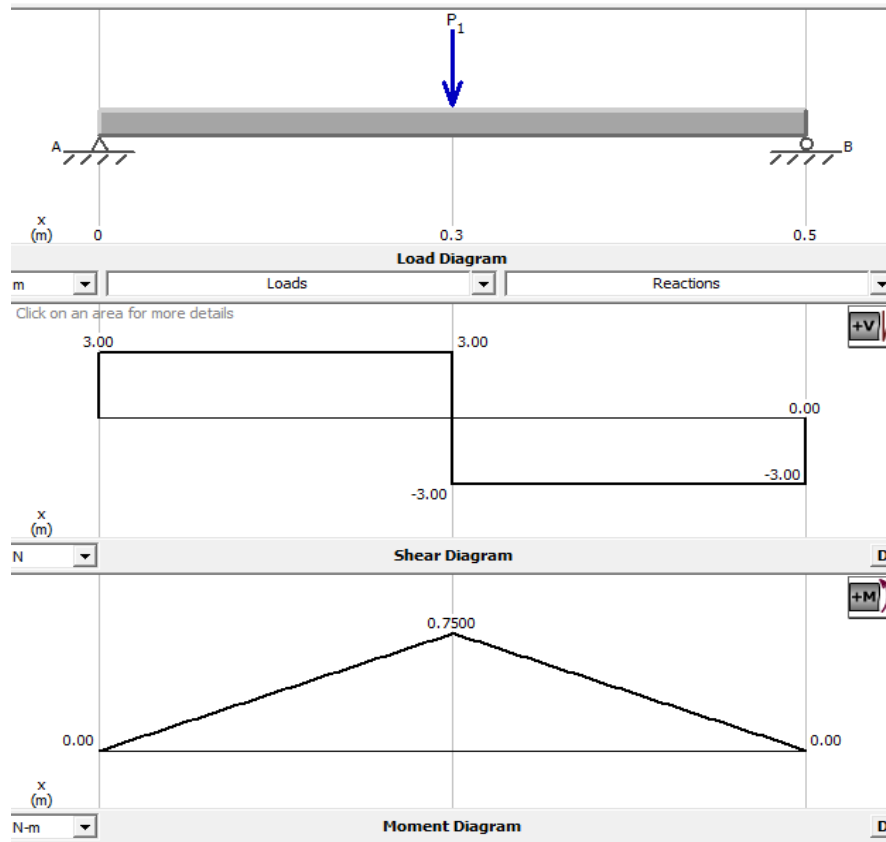 P1
A
B
x
(m) 0 0.3 0.5
Load Diagram
m Loads Reactions
Click on an area for more details
+V
3.00 3.00
0.00
-3.00
-3.00
x
(m)
N Shear Diagram D
+M
0.7500
0.00 0.00
x
(m)
N-m Moment Diagram D